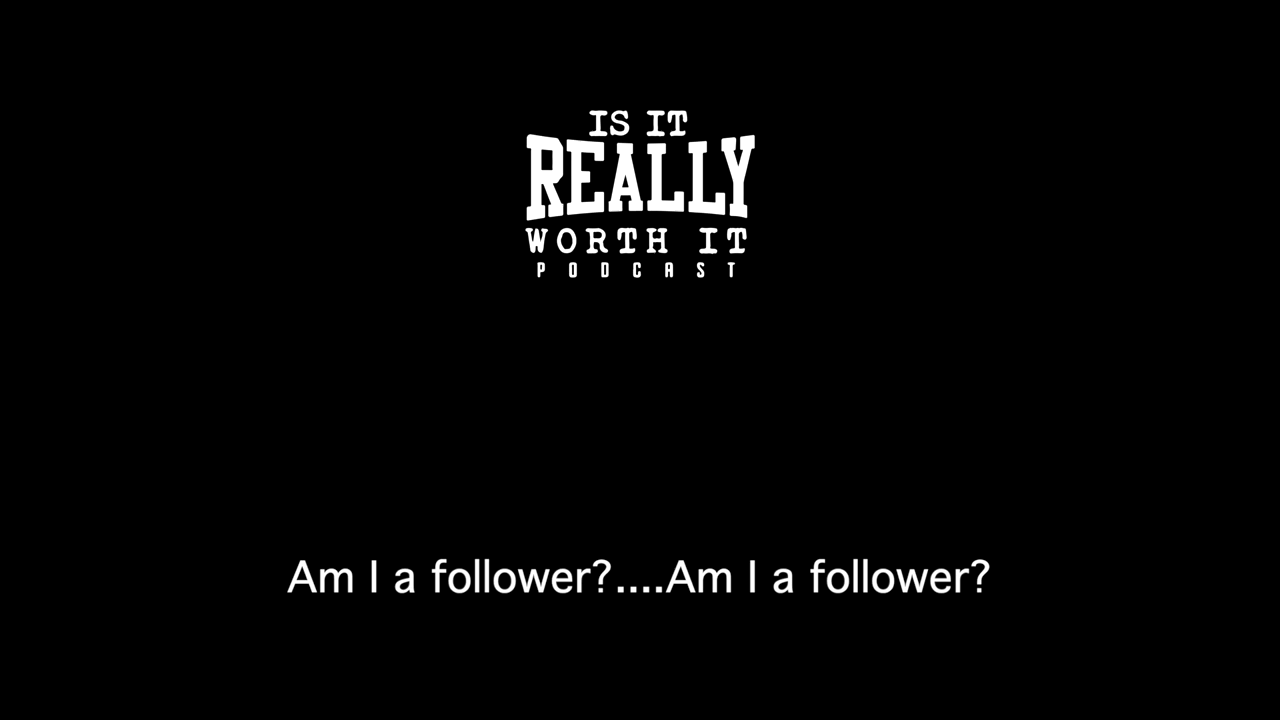 IS IT
REALLY
WORTH IT
PODCAST
Am I a follower?....Am I a follower?